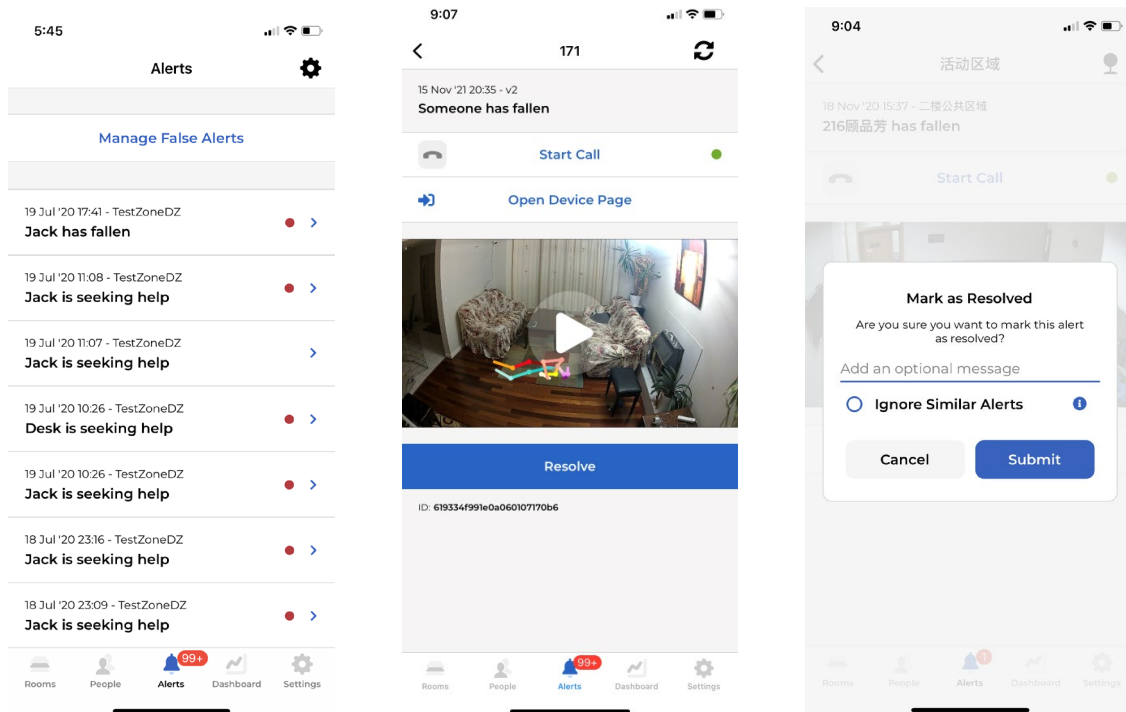 5:45
Alerts
Manage False Alerts
19 Jul '20 17:41 - TestZoneDZ
Jack has fallen
19 Jul '20 11:08 - TestZoneDZ
Jack is seeking help
19 Jul '20 11:07 - TestZoneDZ
Jack is seeking help
19 Jul '20 10:26 - TestZoneDZ
Desk is seeking help
19 Jul '20 10:26 - TestZoneDZ
Jack is seeking help
18 Jul '20 23:16 - TestZoneDZ
Jack is seeking help
18 Jul '20 23:09 - TestZoneDZ
Jack is seeking help
99+
Rooms People Alerts Dashboard Settings
9:07
171
15 Nov '21 20:35 - v2
Someone has fallen
Start Call
Open Device Page
Resolve
ID: 619334f991e0a060107170b6
99+
Rooms People Alerts Dashboard Settings
9:04
活动区域
18 Nov '20 15:37 - 二楼公共区域
216顾品芳 has fallen
Start Call
Mark as Resolved
Are you sure you want to mark this alert
as resolved?
Add an optional message
Ignore Similar Alerts
Cancel Submit
1
Rooms People Alerts Dashboard Settings